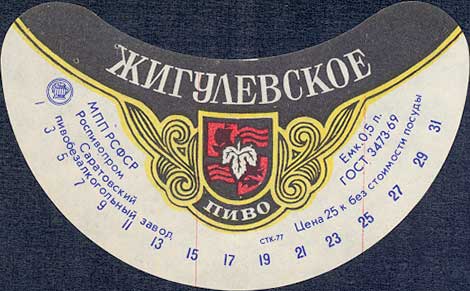 ЖИГУЛЕВСКОЕ
ПИВО
МПП РСФСР
Роспивопром
Саратовский
пивобезалкогольный завод
Емк. 0,5 л.
ГОСТ 3473-69
Цена 25 к без стоимости посуды
СТК-77
1 3 5 7 9 11 13 15 17 19 21 23 25 27 29 31